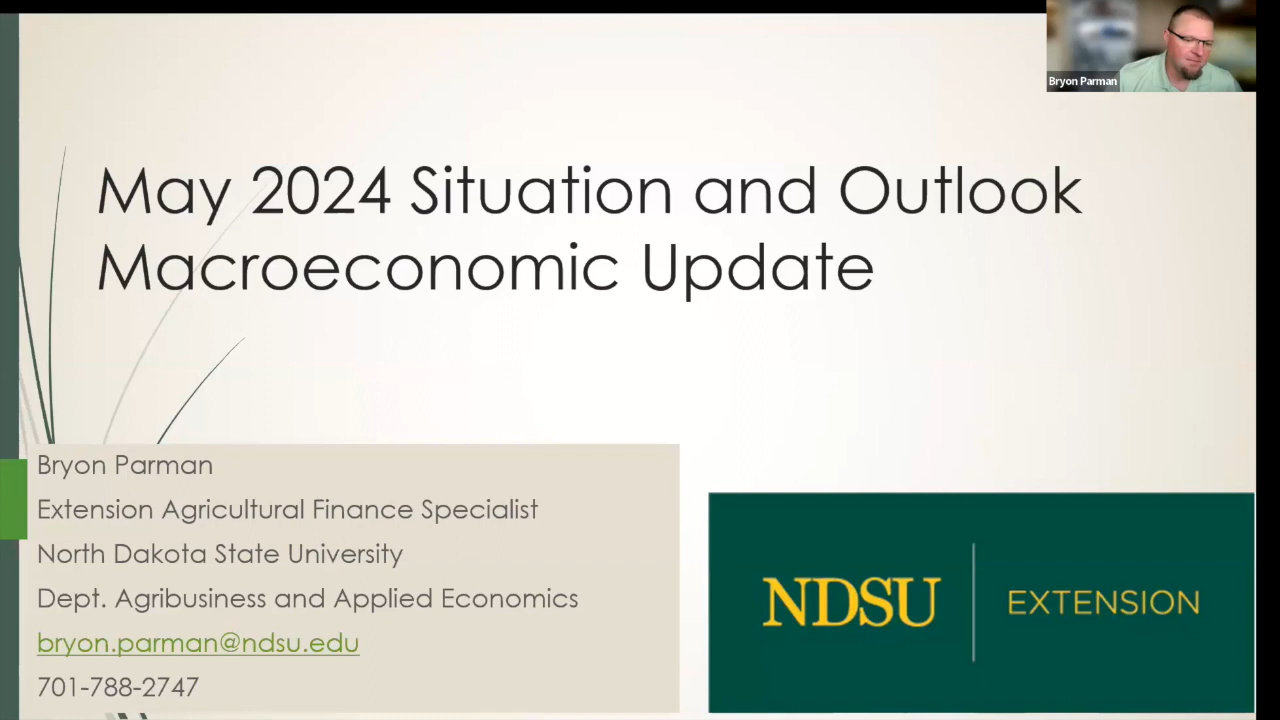 Bryon Parman
May 2024 Situation and Outlook
Macroeconomic Update
Bryon Parman
Extension Agricultural Finance Specialist
North Dakota State University
Dept. Agribusiness and Applied Economics
bryon.parman@ndsu.edu
701-788-2747
NDSU EXTENSION